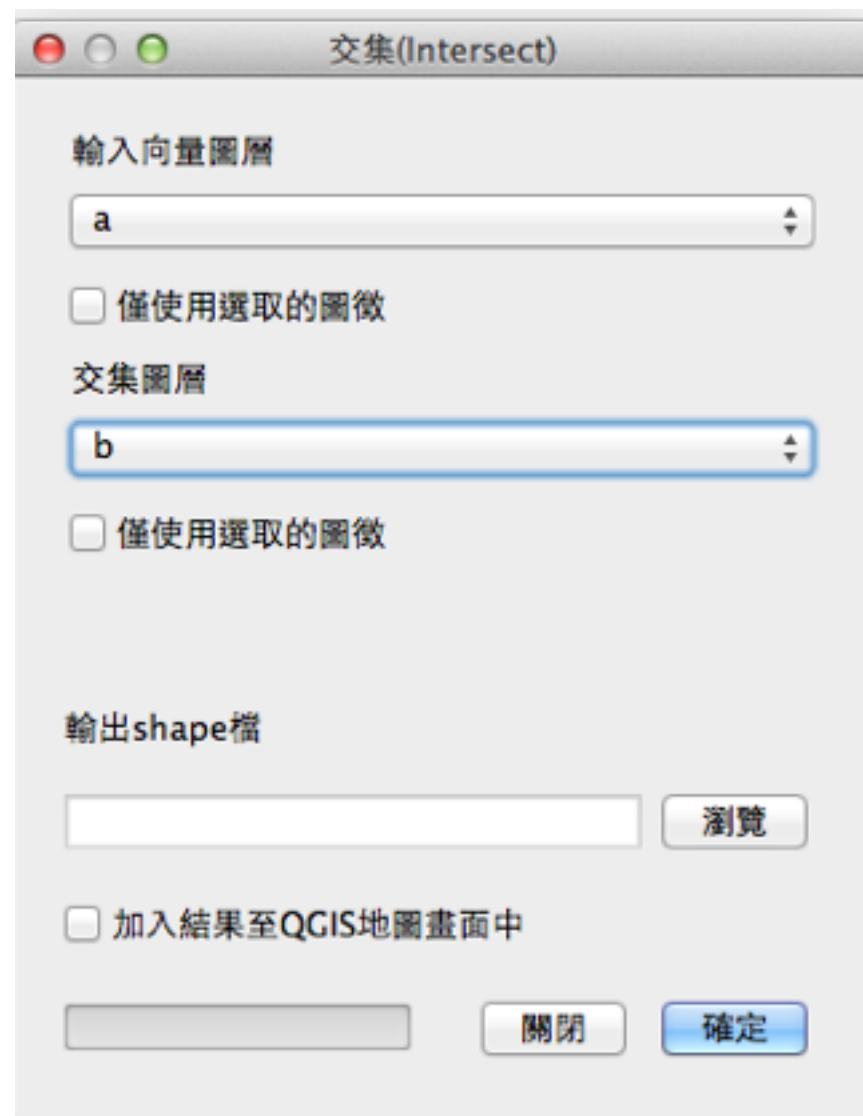 交集(Intersect)
輸入向量圖層
a
僅使用選取的圖徵
交集圖層
b
僅使用選取的圖徵
輸出shape檔
瀏覽
加入結果至QGIS地圖畫面中
關閉 確定